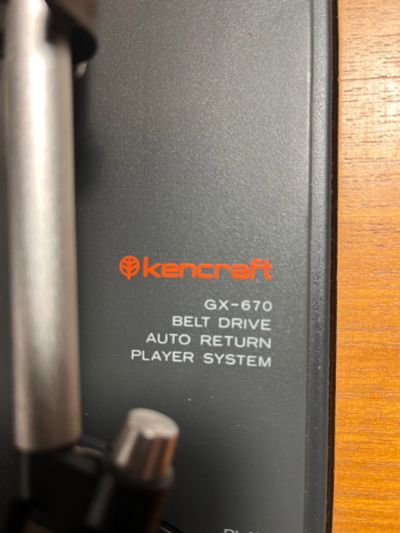 kencraft
GX-670
BELT DRIVE
AUTO RETURN
PLAYER SYSTEM